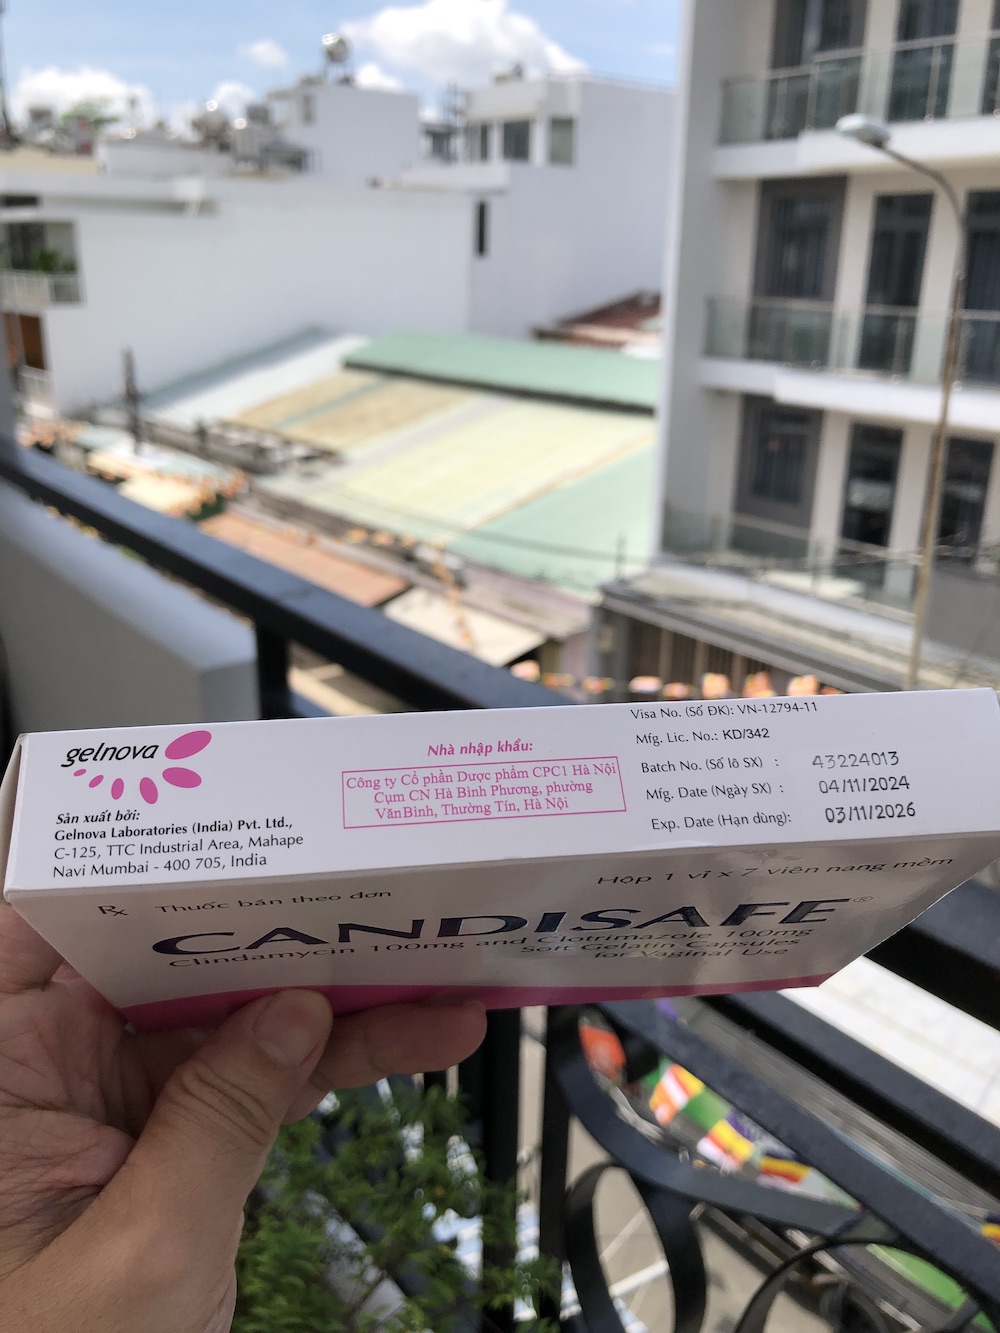 gelnova
Sản xuất bởi:
Gelnova Laboratories (India) Pvt. Ltd.,
C-125, TTC Industrial Area, Mahape
Navi Mumbai - 400 705, India
Nhà nhập khẩu:
Công ty Cổ phần Dược phẩm CPC1 Hà Nội
Cụm CN Hà Bình Phương, phường
VănBình, Thường Tín, Hà Nội
Visa No. (Số ĐK): VN-12794-11
Mfg. Lic. No.: KD/342
Batch No. (Số lô SX) : 43224013
Mfg. Date (Ngày SX) : 04/11/2024
Exp. Date (Hạn dùng): 03/11/2026
Rx Thuốc bán theo đơn
Hộp 1 vỉ x 7 viên nang mềm
CANDISAFE®
Clindamycin 100mg and Clotrimazole 100mg
Soft Gelatin Capsules
for Vaginal Use